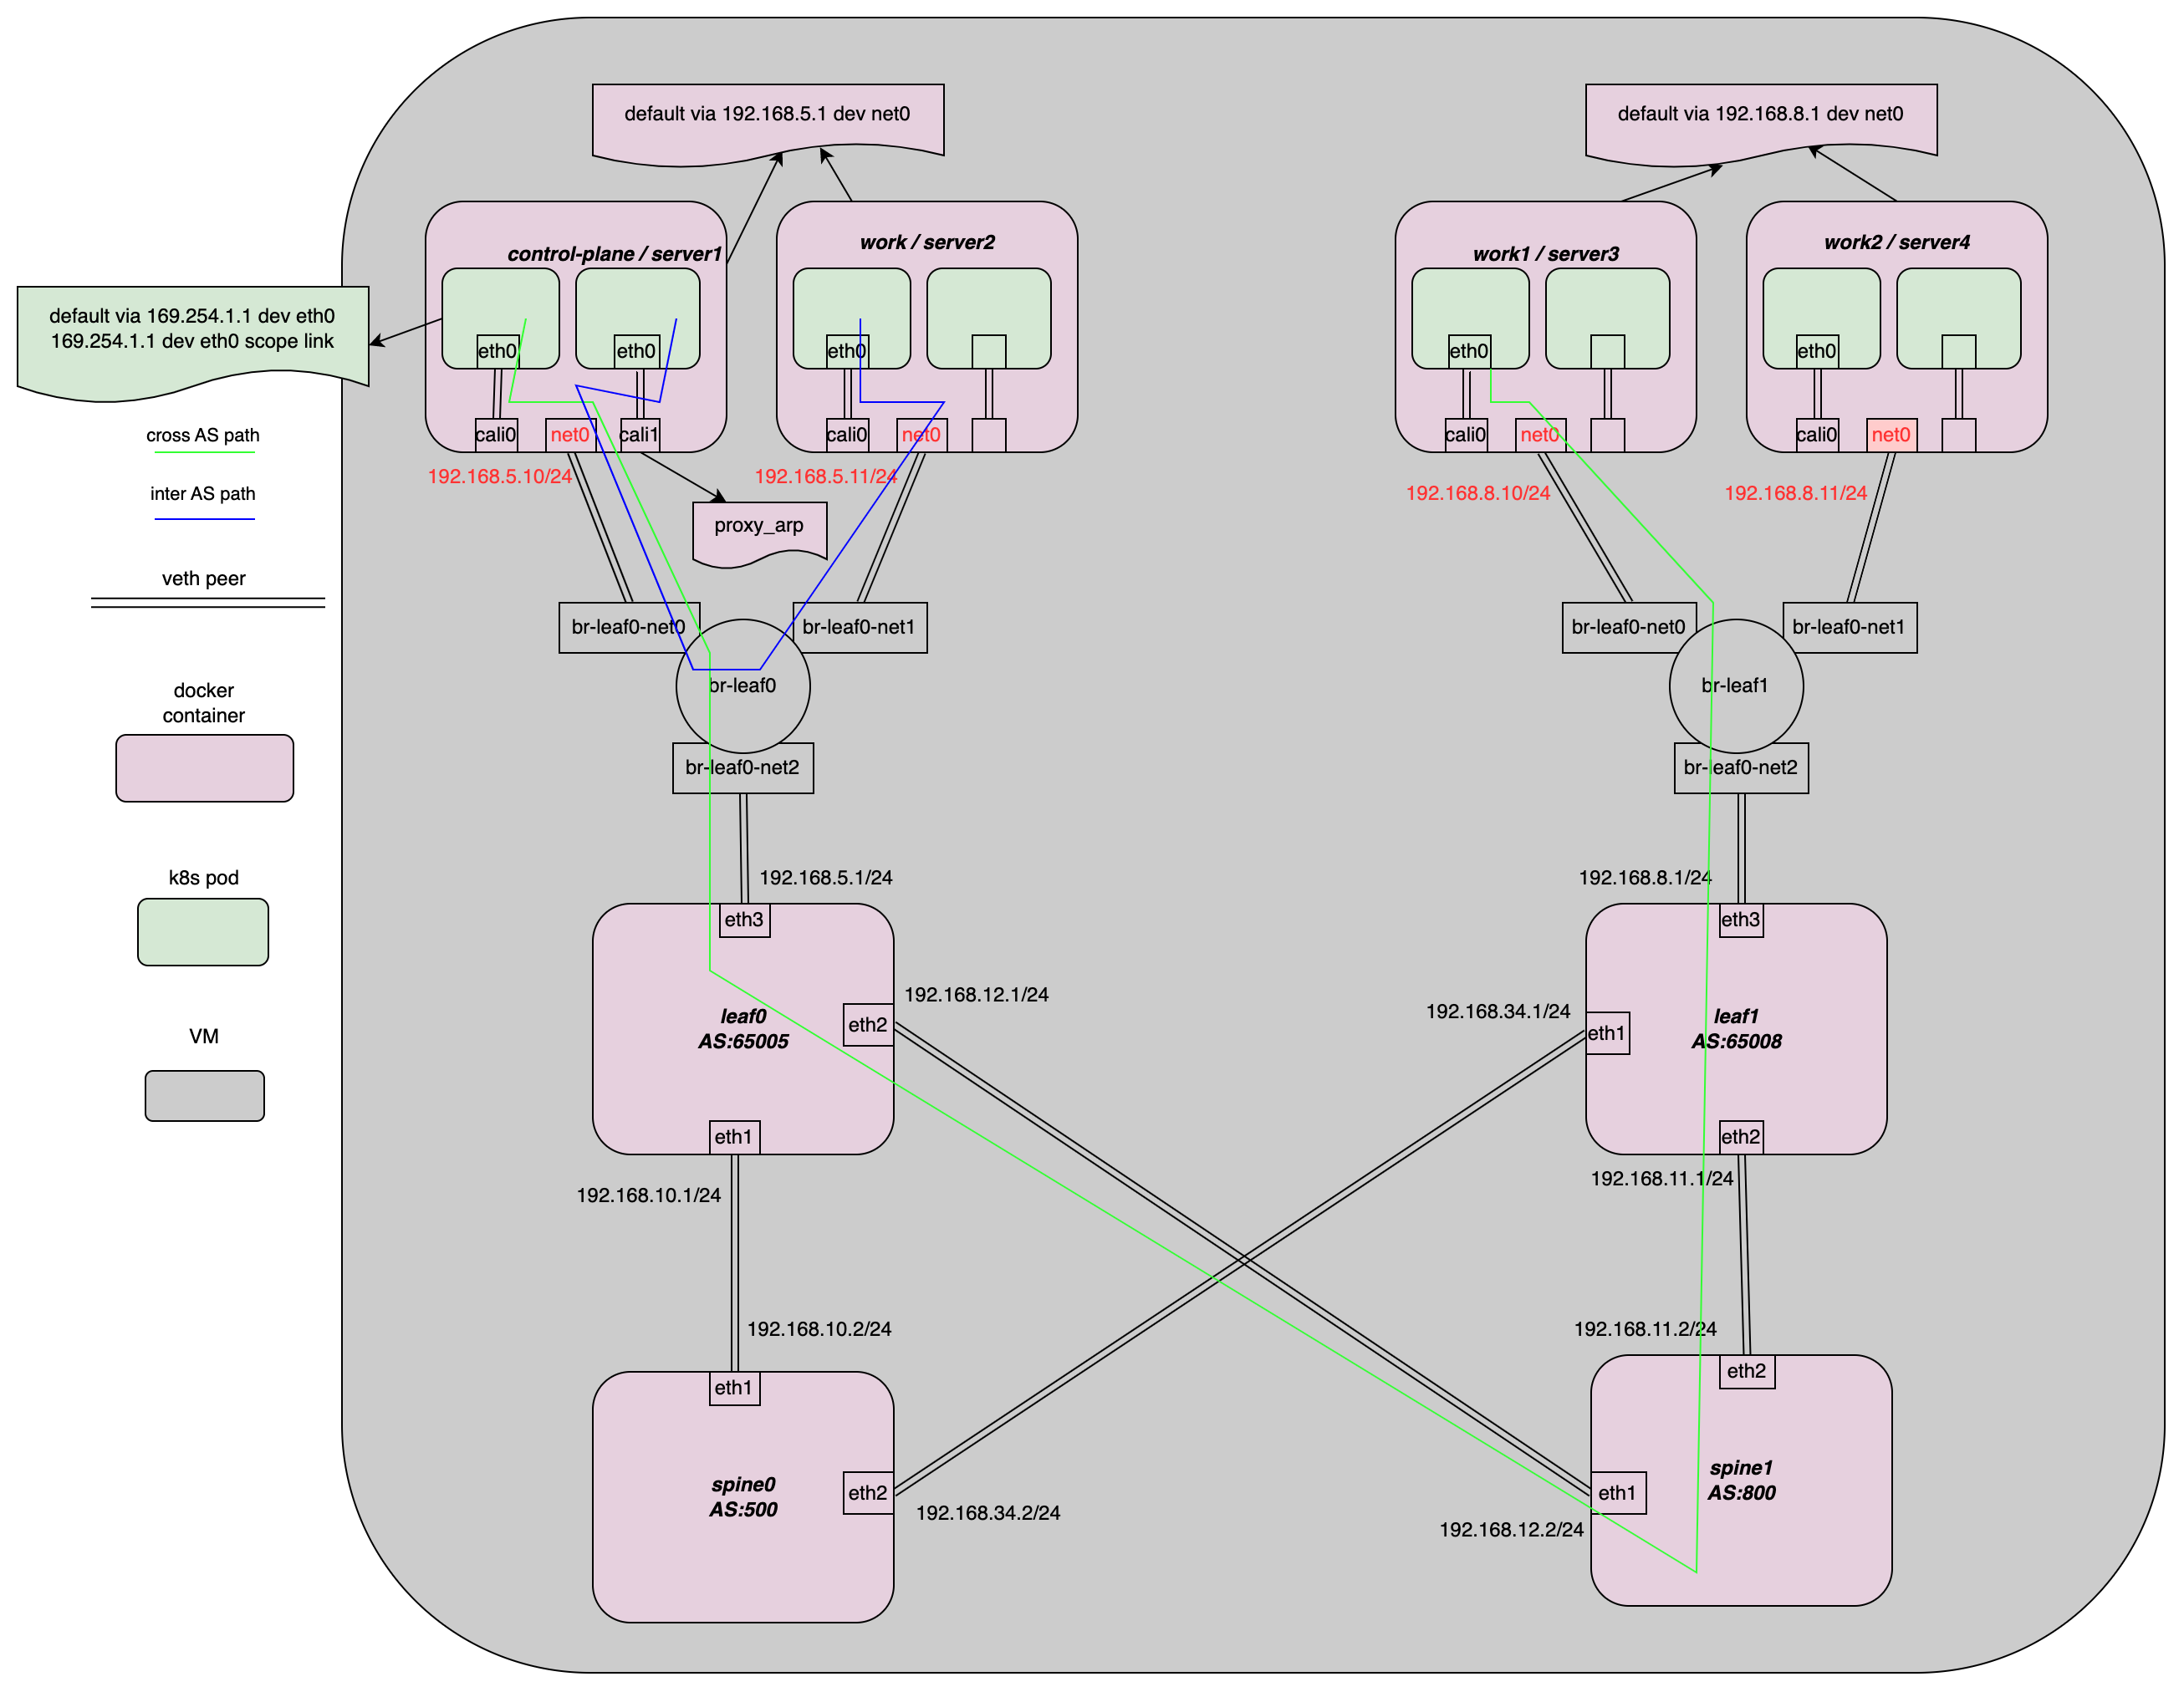 default via 192.168.5.1 dev net0
default via 192.168.8.1 dev net0
control-plane / server1
work / server2
work1 / server3
work2 / server4
default via 169.254.1.1 dev eth0
169.254.1.1 dev eth0 scope link
eth0
eth0
eth0
eth0
eth0
cross AS path
cali0
net0
cali1
cali0
net0
cali0
net0
cali0
net0
192.168.5.10/24
192.168.5.11/24
192.168.8.10/24
192.168.8.11/24
inter AS path
proxy_arp
veth peer
br-leaf0-net0
br-leaf0-net1
br-leaf0-net0
br-leaf0-net1
br-leaf0
br-leaf1
docker
container
br-leaf0-net2
br-leaf0-net2
k8s pod
192.168.5.1/24
192.168.8.1/24
eth3
eth3
192.168.12.1/24
192.168.34.1/24
leaf0
AS:65005
eth2
eth1
leaf1
AS:65008
VM
eth1
eth2
192.168.10.1/24
192.168.11.1/24
192.168.10.2/24
192.168.11.2/24
eth1
eth2
spine0
AS:500
eth2
eth1
spine1
AS:800
192.168.34.2/24
192.168.12.2/24